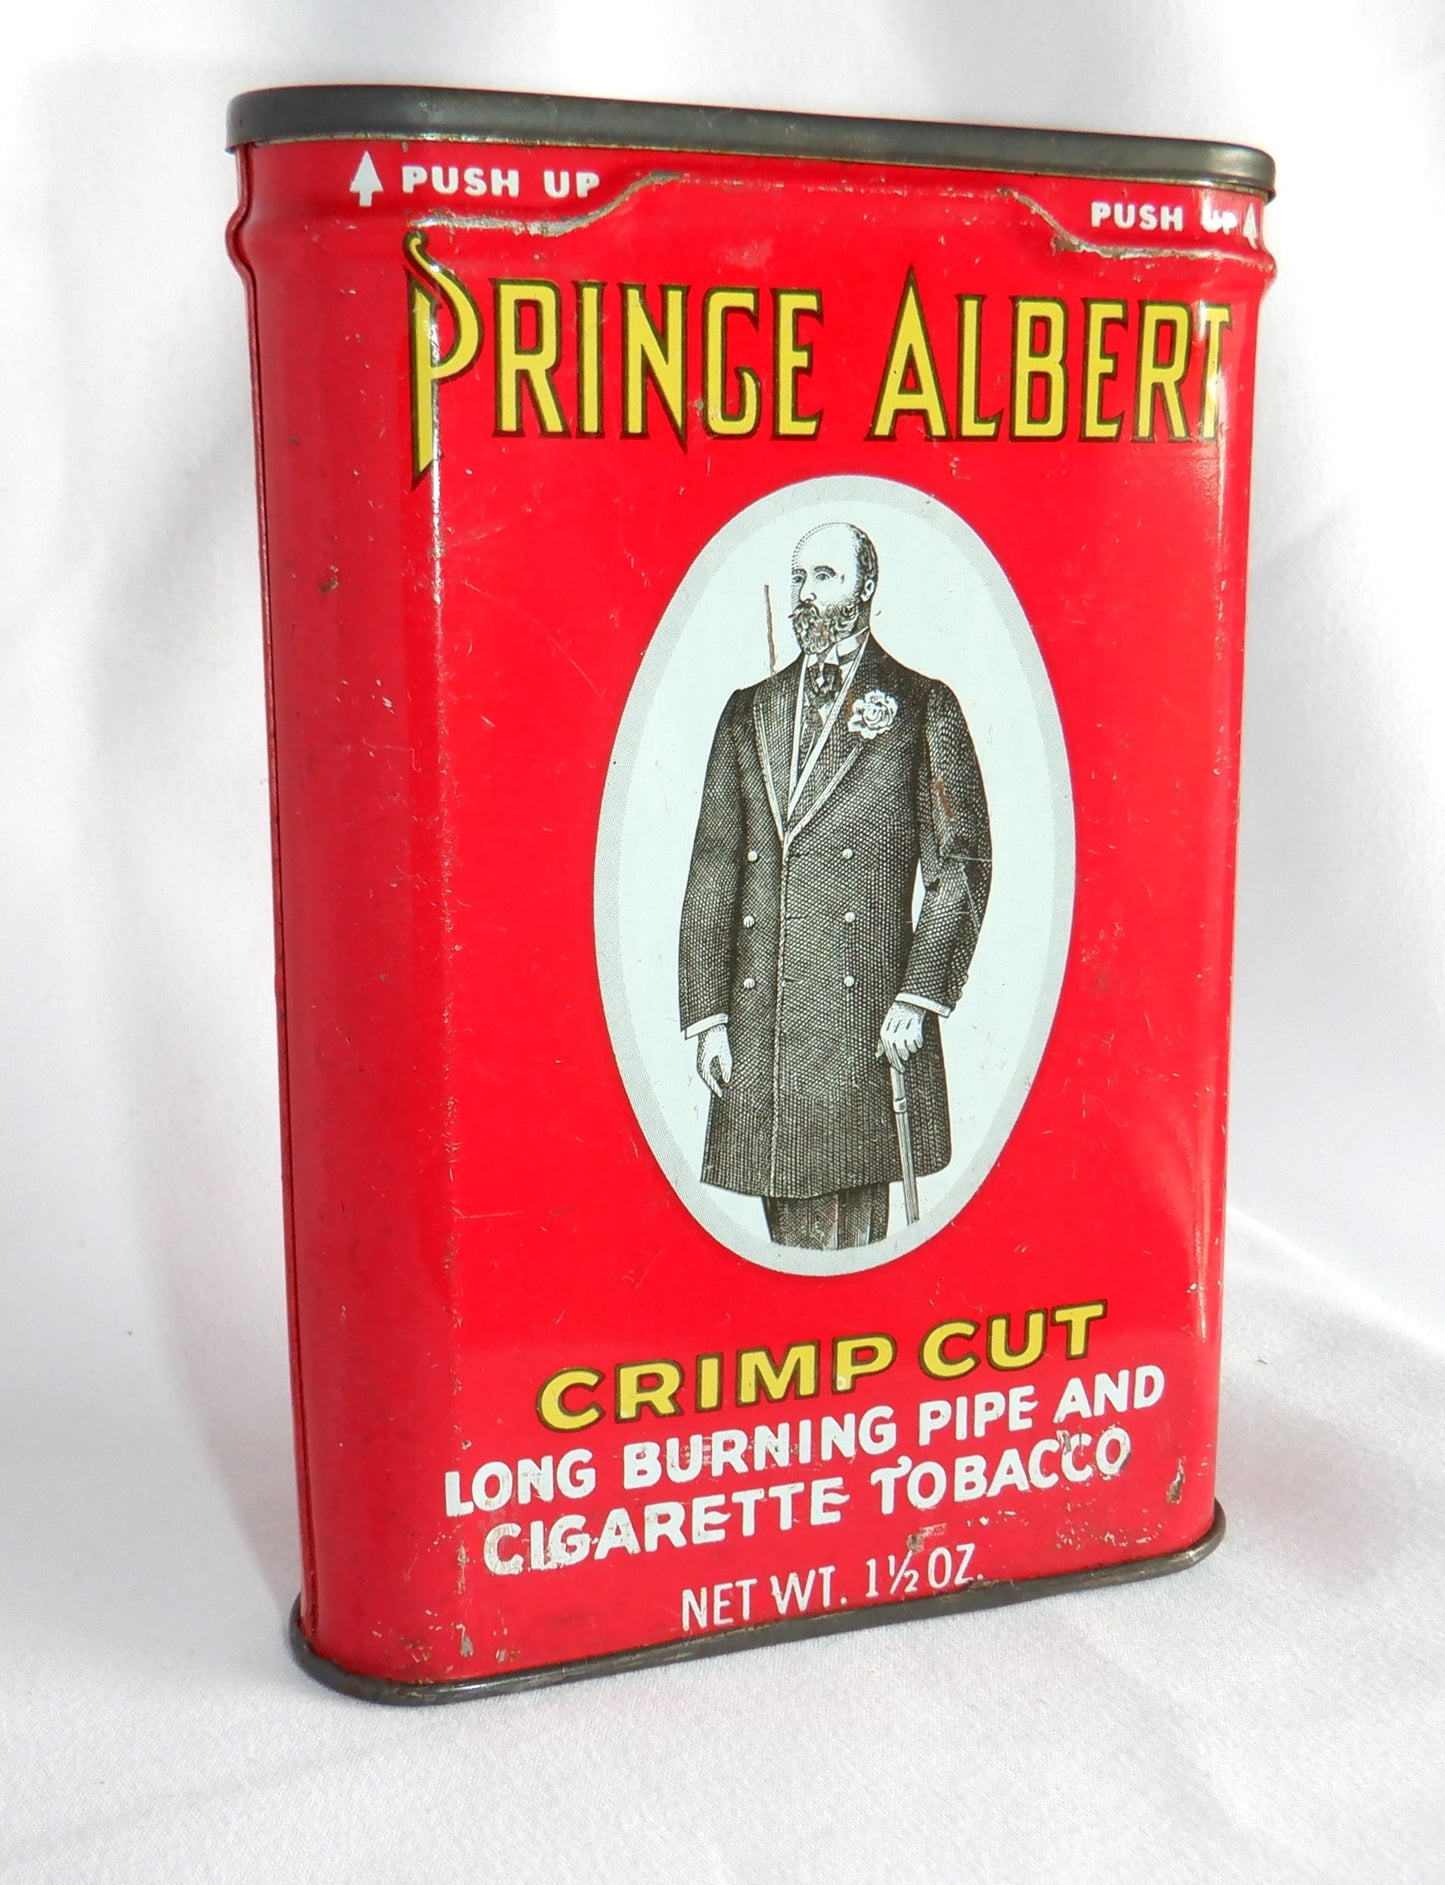 PUSH UP
PUSH UP
PRINCE ALBERT
CRIMP CUT
LONG BURNING PIPE AND
CIGARETTE TOBACCO
NET WT. 1½ OZ.